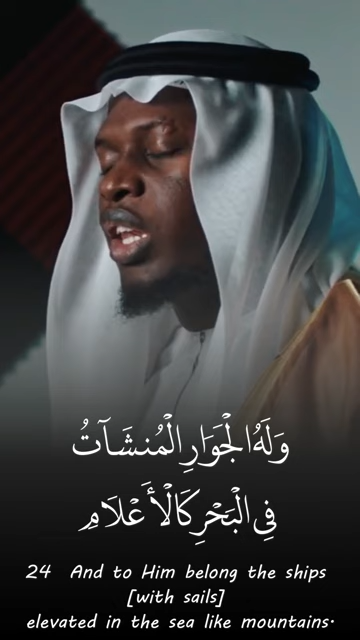 وَلَهُ الْجَوَارِ الْمُنشَآتُ
فِي الْبَحْرِ كَالْأَعْلَامِ
24 And to Him belong the ships
[with sails]
elevated in the sea like mountains.